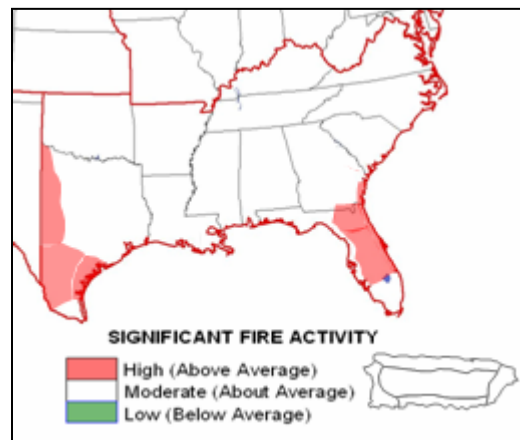 SIGNIFICANT FIRE ACTIVITY
High (Above Average)
Moderate (About Average)
Low (Below Average)